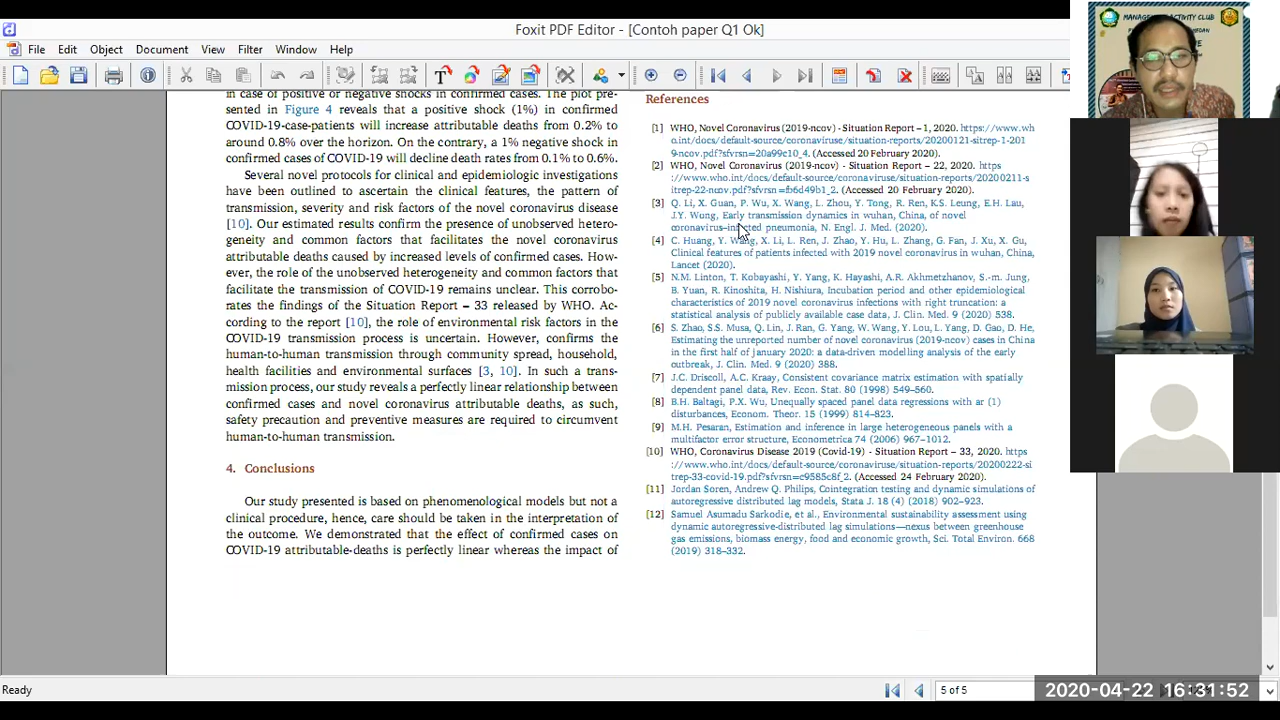 Foxit PDF Editor - [Contoh paper Q1 Ok]
File Edit Object Document View Filter Window Help
in case of positive or negative shocks in confirmed cases. The plot pre-
sented in Figure 4 reveals that a positive shock (1%) in confirmed
COVID-19-case-patients will increase attributable deaths from 0.2% to
around 0.8% over the horizon. On the contrary, a 1% negative shock in
confirmed cases of COVID-19 will decline death rates from 0.1% to 0.6%.
Several novel protocols for clinical and epidemiologic investigations
have been outlined to ascertain the clinical features, the pattern of
transmission, severity and risk factors of the novel coronavirus disease
[10]. Our estimated results confirm the presence of unobserved hetero-
geneity and common factors that facilitates the novel coronavirus
attributable deaths caused by increased levels of confirmed cases. How-
ever, the role of the unobserved heterogeneity and common factors that
facilitate the transmission of COVID-19 remains unclear. This corrobo-
rates the findings of the Situation Report – 33 released by WHO. Ac-
cording to the report [10], the role of environmental risk factors in the
COVID-19 transmission process is uncertain. However, confirms the
human-to-human transmission through community spread, household,
health facilities and environmental surfaces [3, 10]. In such a trans-
mission process, our study reveals a perfectly linear relationship between
confirmed cases and novel coronavirus attributable deaths, as such,
safety precaution and preventive measures are required to circumvent
human-to-human transmission.
4. Conclusions
Our study presented is based on phenomenological models but not a
clinical procedure, hence, care should be taken in the interpretation of
the outcome. We demonstrated that the effect of confirmed cases on
COVID-19 attributable-deaths is perfectly linear whereas the impact of
References
[1] WHO, Novel Coronavirus (2019-ncov) - Situation Report – 1, 2020. https://www.wh
o.int/docs/default-source/coronaviruse/situation-reports/20200121-sitrep-1-201
9-ncov.pdf?sfvrsn=20a99c10_4. (Accessed 20 February 2020).
[2] WHO, Novel Coronavirus (2019-ncov) - Situation Report – 22, 2020. https
://www.who.int/docs/default-source/coronaviruse/situation-reports/20200211-s
itrep-22-ncov.pdf?sfvrsn=fb6d49b1_2. (Accessed 20 February 2020).
[3] Q. Li, X. Guan, P. Wu, X. Wang, L. Zhou, Y. Tong, R. Ren, K.S. Leung, E.H. Lau,
J.Y. Wong, Early transmission dynamics in wuhan, China, of novel
coronavirus–infected pneumonia, N. Engl. J. Med. (2020).
[4] C. Huang, Y. Wang, X. Li, L. Ren, J. Zhao, Y. Hu, L. Zhang, G. Fan, J. Xu, X. Gu,
Clinical features of patients infected with 2019 novel coronavirus in wuhan, China,
Lancet (2020).
[5] N.M. Linton, T. Kobayashi, Y. Yang, K. Hayashi, A.R. Akhmetzhanov, S.-m. Jung,
B. Yuan, R. Kinoshita, H. Nishiura, Incubation period and other epidemiological
characteristics of 2019 novel coronavirus infections with right truncation: a
statistical analysis of publicly available case data, J. Clin. Med. 9 (2020) 538.
[6] S. Zhao, S.S. Musa, Q. Lin, J. Ran, G. Yang, W. Wang, Y. Lou, L. Yang, D. Gao, D. He,
Estimating the unreported number of novel coronavirus (2019-ncov) cases in China
in the first half of january 2020: a data-driven modelling analysis of the early
outbreak, J. Clin. Med. 9 (2020) 388.
[7] J.C. Driscoll, A.C. Kraay, Consistent covariance matrix estimation with spatially
dependent panel data, Rev. Econ. Stat. 80 (1998) 549–560.
[8] B.H. Baltagi, P.X. Wu, Unequally spaced panel data regressions with ar (1)
disturbances, Econom. Theor. 15 (1999) 814–823.
[9] M.H. Pesaran, Estimation and inference in large heterogeneous panels with a
multifactor error structure, Econometrica 74 (2006) 967–1012.
[10] WHO, Coronavirus Disease 2019 (Covid-19) - Situation Report – 33, 2020. https
://www.who.int/docs/default-source/coronaviruse/situation-reports/20200222-si
trep-33-covid-19.pdf?sfvrsn=c9585c8f_2. (Accessed 24 February 2020).
[11] Jordan Soren, Andrew Q. Philips, Cointegration testing and dynamic simulations of
autoregressive distributed lag models, Stata J. 18 (4) (2018) 902–923.
[12] Samuel Asumadu Sarkodie, et al., Environmental sustainability assessment using
dynamic autoregressive-distributed lag simulations—nexus between greenhouse
gas emissions, biomass energy, food and economic growth, Sci. Total Environ. 668
(2019) 318–332.
Ready
5 of 5
2020-04-22 16:31:52